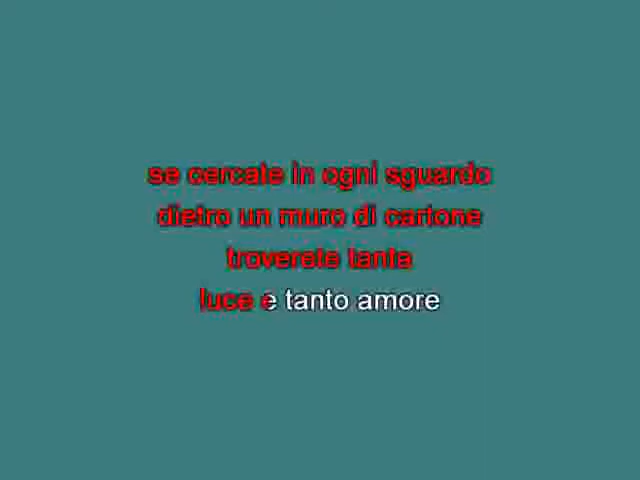 se cercate in ogni sguardo
dietro un muro di cartone
troverete tanta
luce e tanto amore